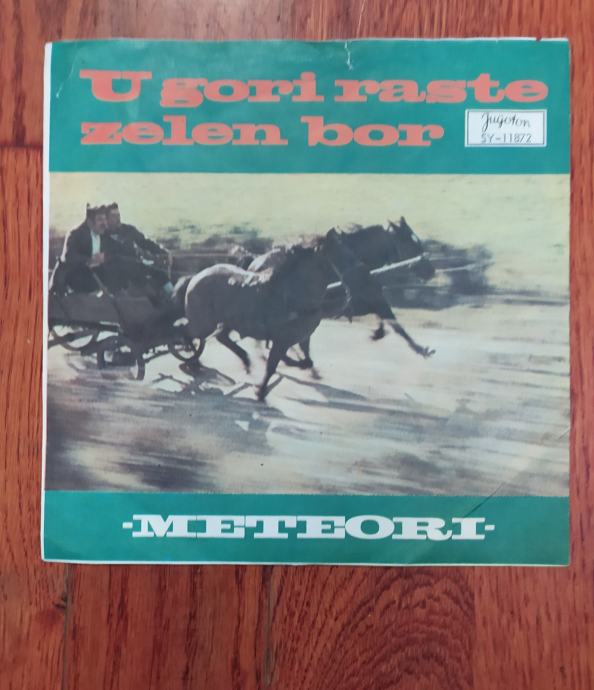 U gori raste
zelen bor
Jugoton
SY-11872
-METEORI-